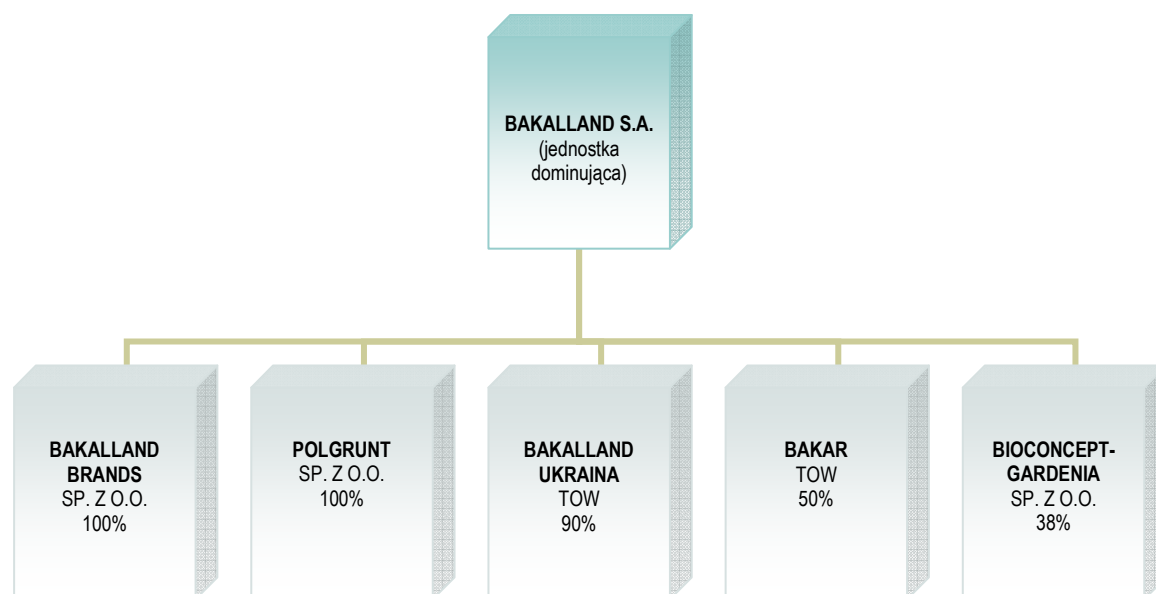 BAKALLAND S.A.
(jednostka
dominująca)
BAKALLAND
BRANDS
SP. Z O.O.
100%
POLGRUNT
SP. Z O.O.
100%
BAKALLAND
UKRAINA
TOW
90%
BAKAR
TOW
50%
BIOCONCEPT-
GARDENIA
SP. Z O.O.
38%